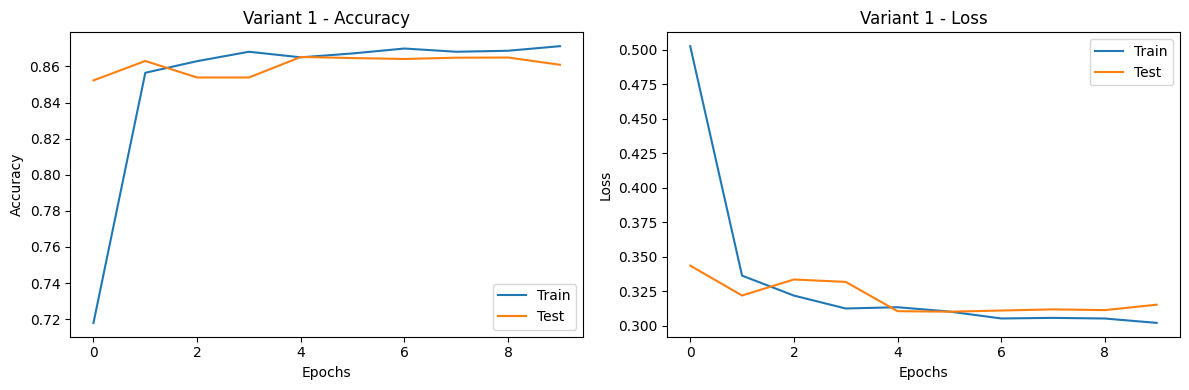 Variant 1 - Accuracy
Accuracy
0.86
0.84
0.82
0.80
0.78
0.76
0.74
0.72
0
2
4
6
8
Epochs
Train
Test
Variant 1 - Loss
Loss
0.500
0.475
0.450
0.425
0.400
0.375
0.350
0.325
0.300
0
2
4
6
8
Epochs
Train
Test